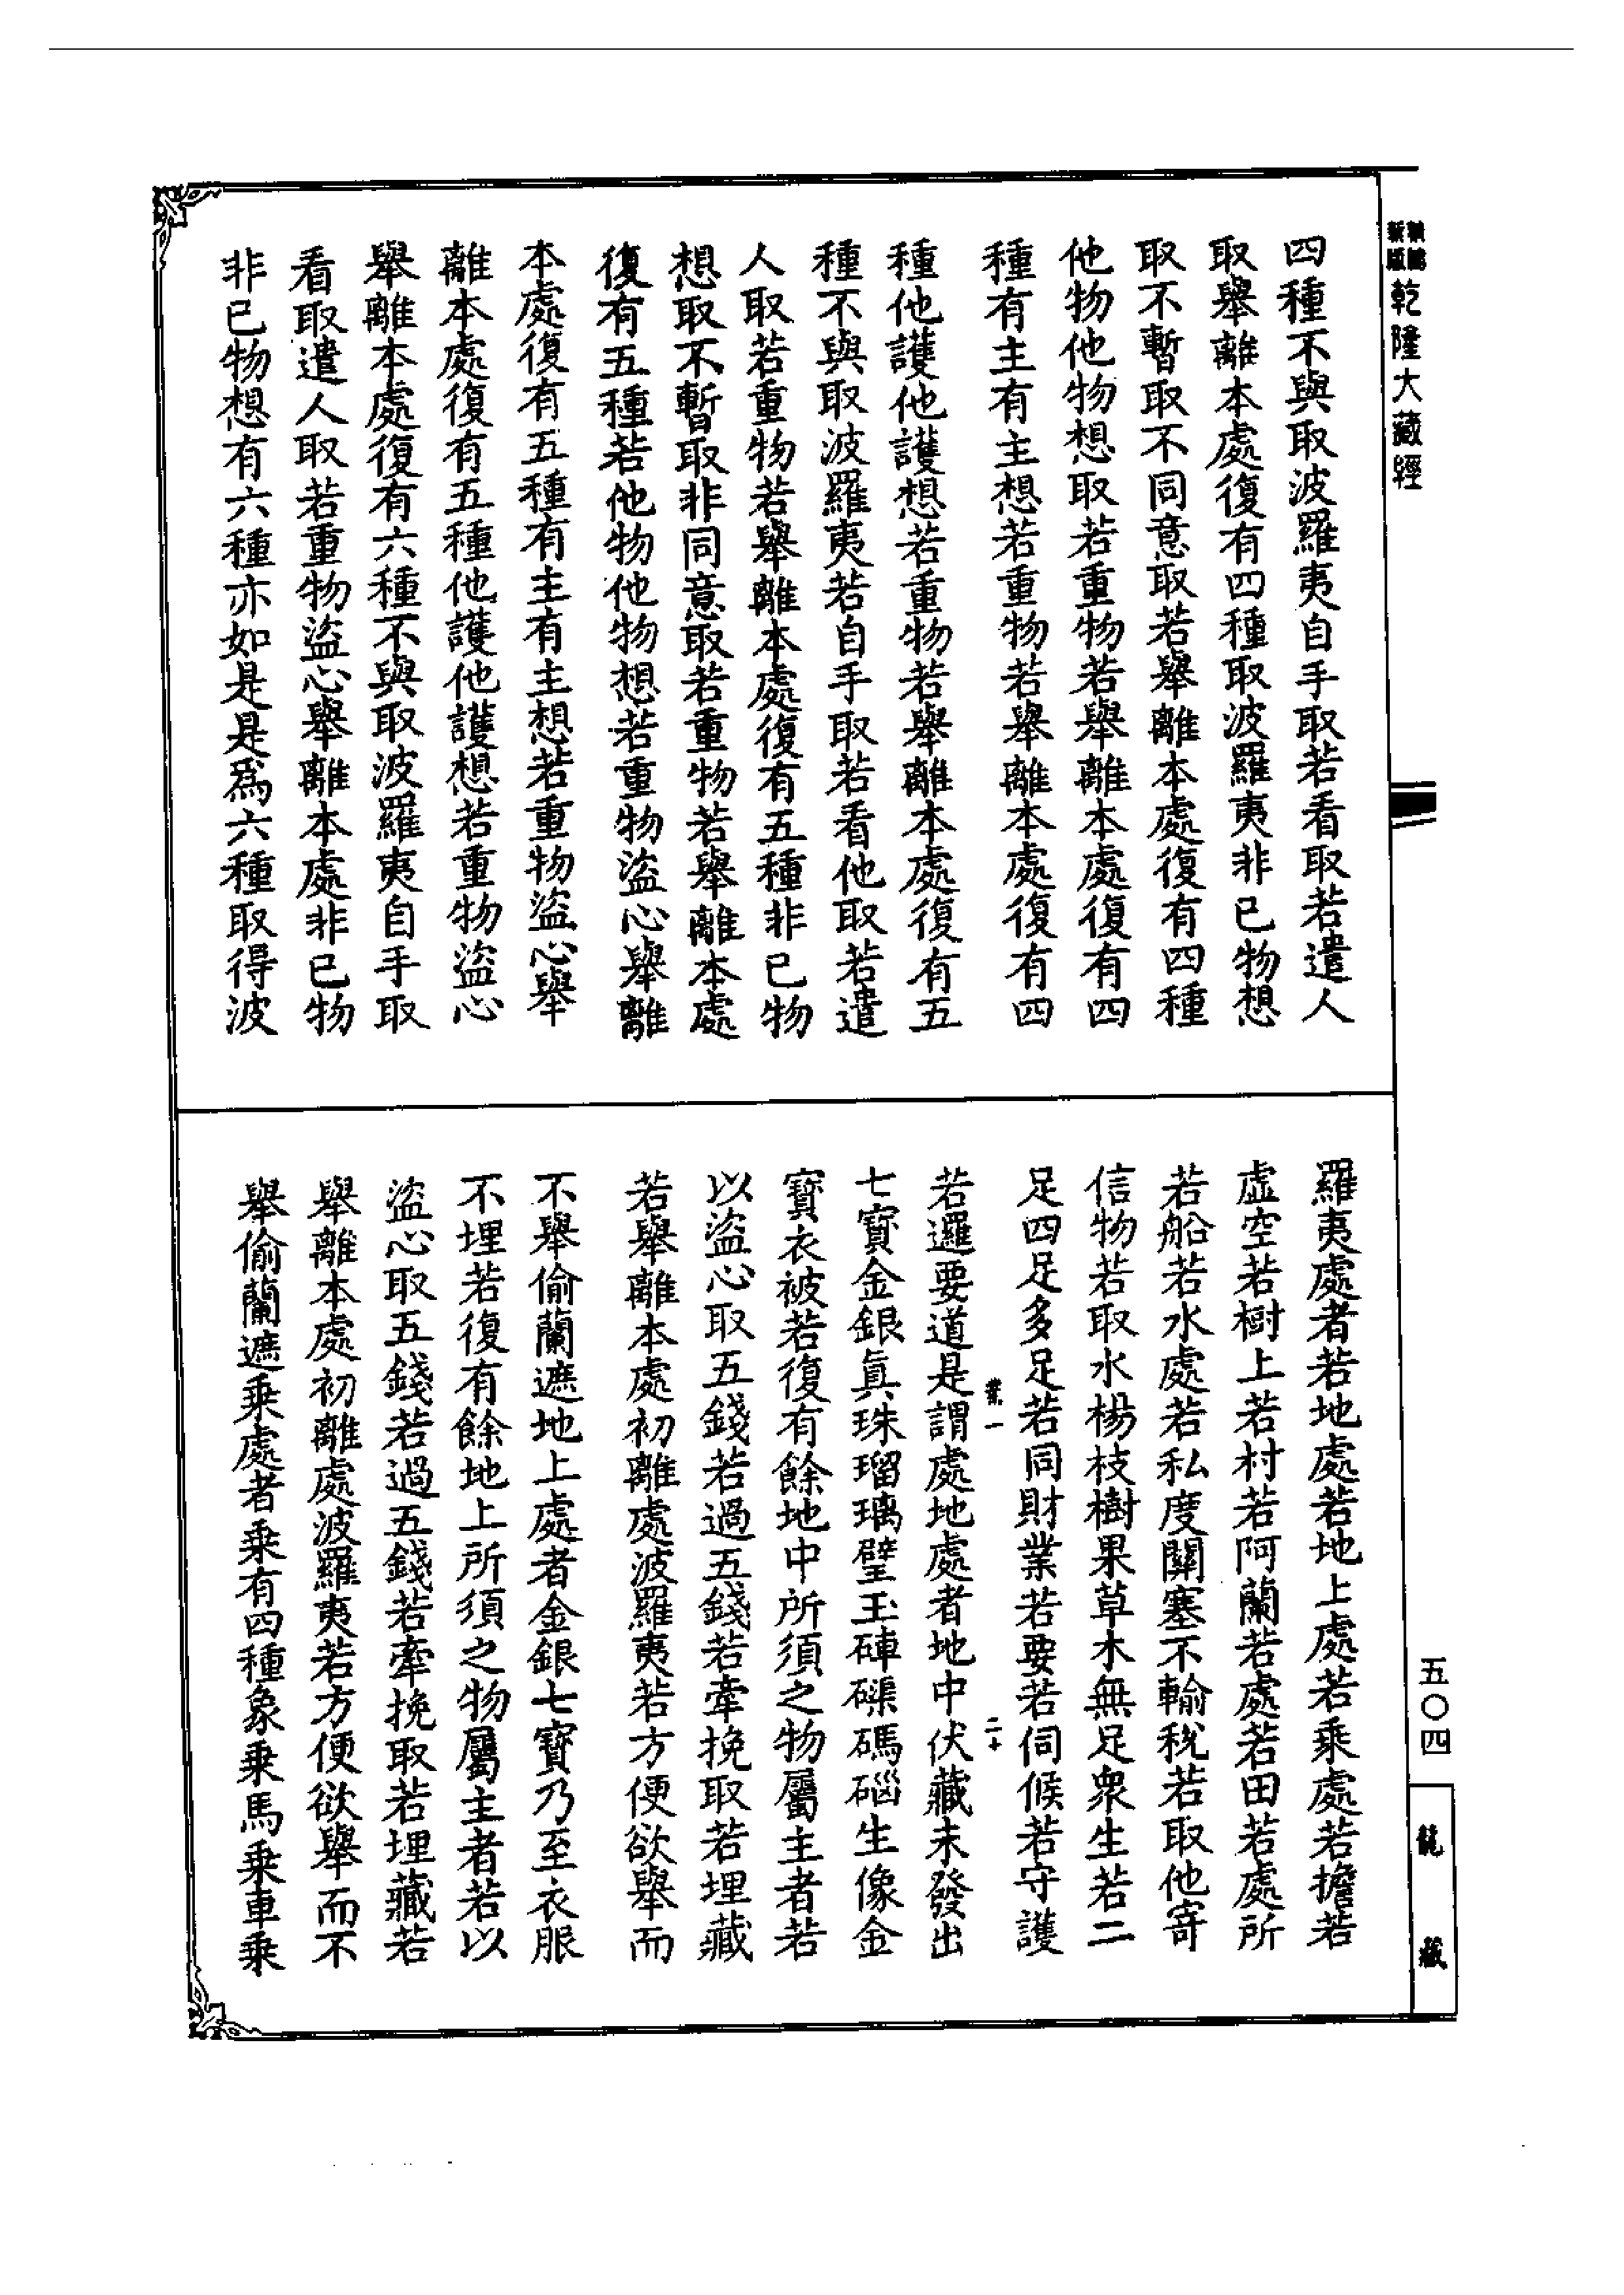 乾隆大藏經
四種不與取波羅夷自手取若看取若遣人
取舉離本處復有四種取波羅夷非已物想
取不暫取不同意取若舉離本處復有四種
他物他物想取若重物若舉離本處復有四
種有主有主想若重物若舉離本處復有四
種他護他護想若重物若舉離本處復有五
種不與取波羅夷若自手取若看他取若遣
人取若重物若舉離本處復有五種非已物
想取不暫取非同意取若重物若舉離本處
復有五種若他物他物想若重物盜心舉離
本處復有五種有主有主想若重物盜心舉
離本處復有五種他護他護想若重物盜心
舉離本處復有六種不與取波羅夷自手取
看取遣人取若重物盜心舉離本處非已物
非已物想有六種亦如是是為六種取得波
羅夷處者若地處若地上處若乘處若擔若
虛空若樹上若村若阿蘭若處若田若處所
若船若水處若私度關塞不輸稅若取他寄
信物若取水楊枝樹果草木無足眾生若二
足四足多足若同財業若要若伺候若守護
業一
二十
若邏要道是謂處地處者地中伏藏未發出
七寶金銀真珠瑠璃璧玉硨磲碼碯生像金
寶衣被若復有餘地中所須之物屬主者若
以盜心取五錢若過五錢若牽挽取若埋藏
若舉離本處初離處波羅夷若方便欲舉而
不舉偷蘭遮地上處者金銀七寶乃至衣服
不埋若復有餘地上所須之物屬主者若以
盜心取五錢若過五錢若牽挽取若埋藏若
舉離本處初離處波羅夷若方便欲舉而不
舉偷蘭遮乘處者乘有四種象乘馬乘車乘
五〇四